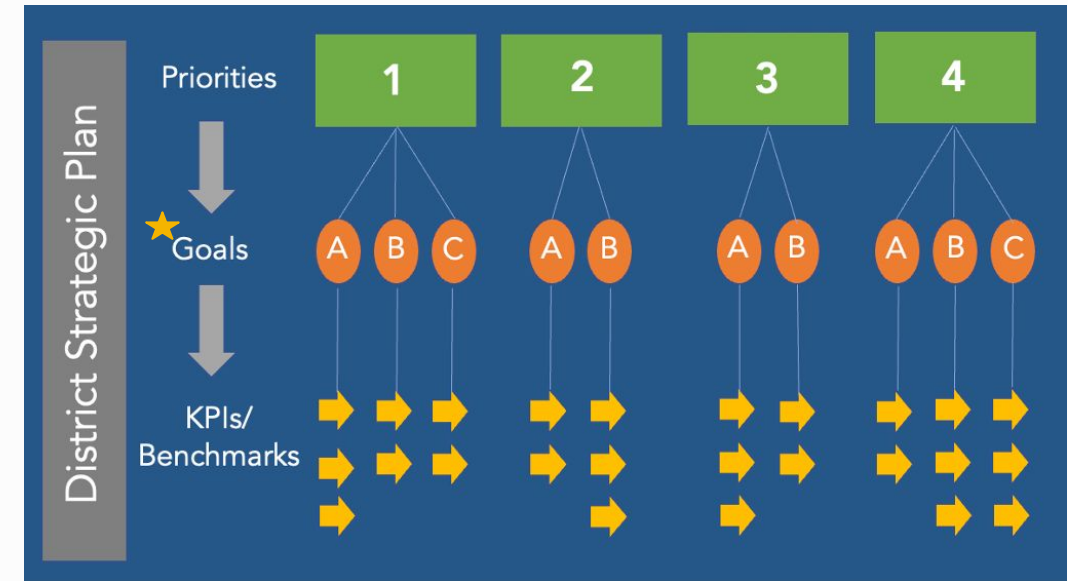 District Strategic Plan
Priorities
1
2
3
4
Goals
A
B
C
A
B
A
B
A
B
C
KPIs/
Benchmarks